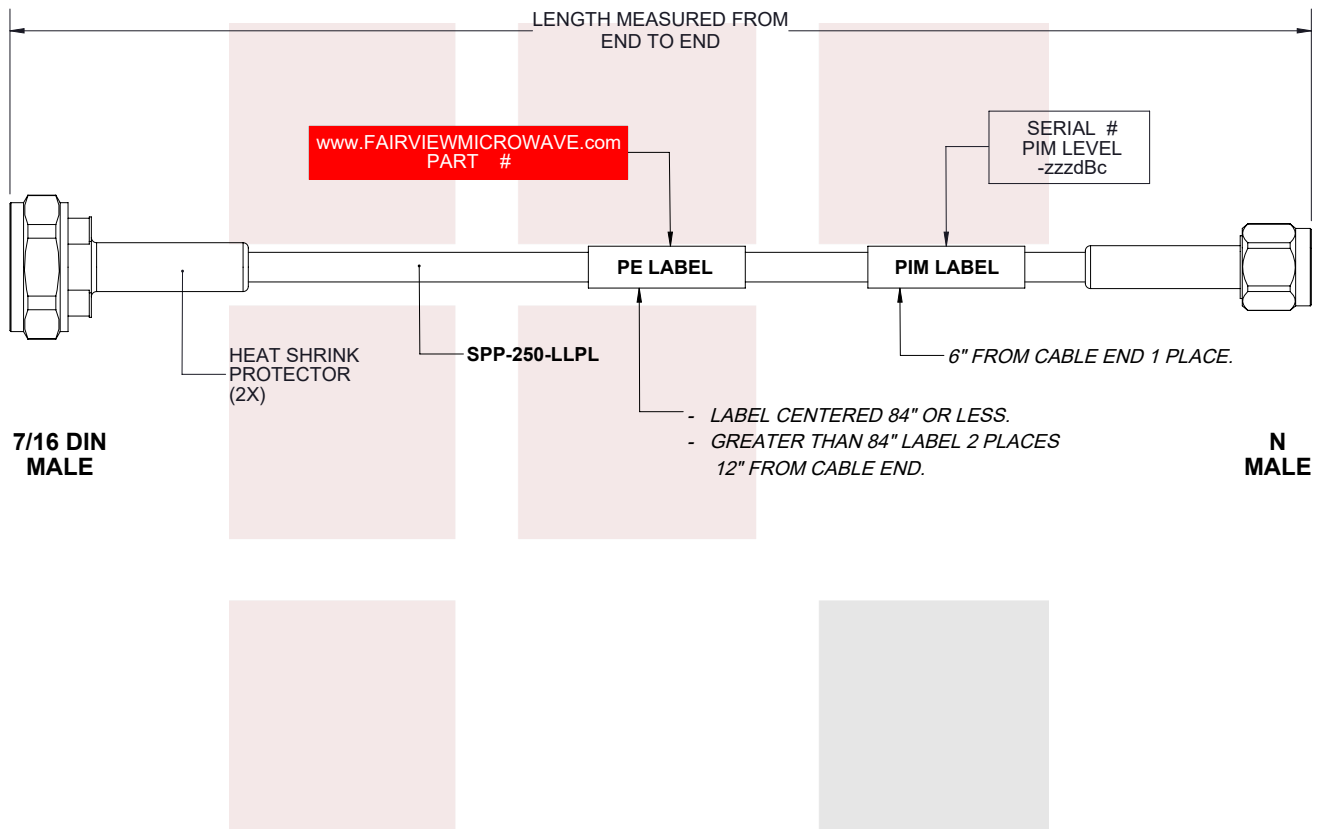 LENGTH MEASURED FROM
END TO END
www.FAIRVIEWMICROWAVE.com
PART #
SERIAL #
PIM LEVEL
-zzzdBc
PE LABEL
PIM LABEL
HEAT SHRINK
PROTECTOR
(2X)
SPP-250-LLPL
6" FROM CABLE END 1 PLACE.
- LABEL CENTERED 84" OR LESS.
- GREATER THAN 84" LABEL 2 PLACES
12" FROM CABLE END.
7/16 DIN
MALE
N
MALE